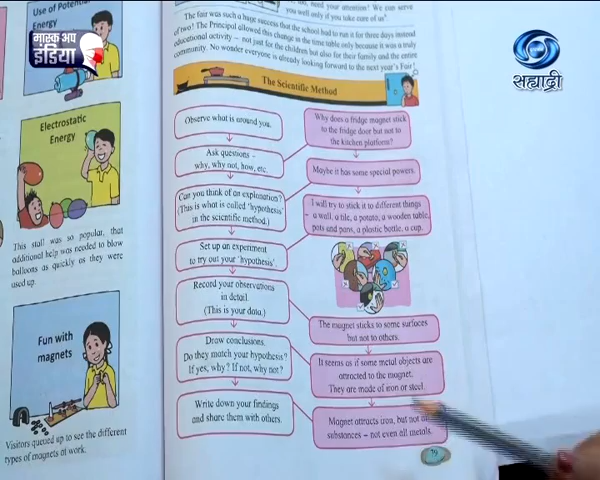 Use of Potential
Energy
मास्क अप
इंडिया
Electrostatic
Energy
This stall was so popular, that
additional help was needed to blow
balloons as quickly as they were
used up.
Fun with
magnets
Visitors queued up to see the different
types of magnets at work.
need your attention! We can serve
you well only if you take care of us".
The fair was such a huge success that the school had to run it for three days instead
of two! The Principal allowed this change in the time table only because it was a truly
educational activity – not just for the children but also for their family and the entire
community. No wonder everyone is already looking forward to the next year's Fair!
The Scientific Method
Observe what is around you.
Ask questions –
why, why not, how, etc.
Can you think of an explanation?
(This is what is called 'hypothesis'
in the scientific method.)
Set up an experiment
to try out your 'hypothesis'.
Record your observations
in detail.
(This is your data.)
Draw conclusions.
Do they match your hypothesis?
If yes, why? If not, why not?
Write down your findings
and share them with others.
Why does a fridge magnet stick
to the fridge door but not to
the kitchen platform?
Maybe it has some special powers.
I will try to stick it to different things
– a wall, a tile, a potato, a wooden table,
pots and pans, a plastic bottle, a cup.
The magnet sticks to some surfaces
but not to others.
It seems as if some metal objects are
attracted to the magnet.
They are made of iron or steel.
Magnet attracts iron, but not
substances – not even all metals.
सह्याद्री